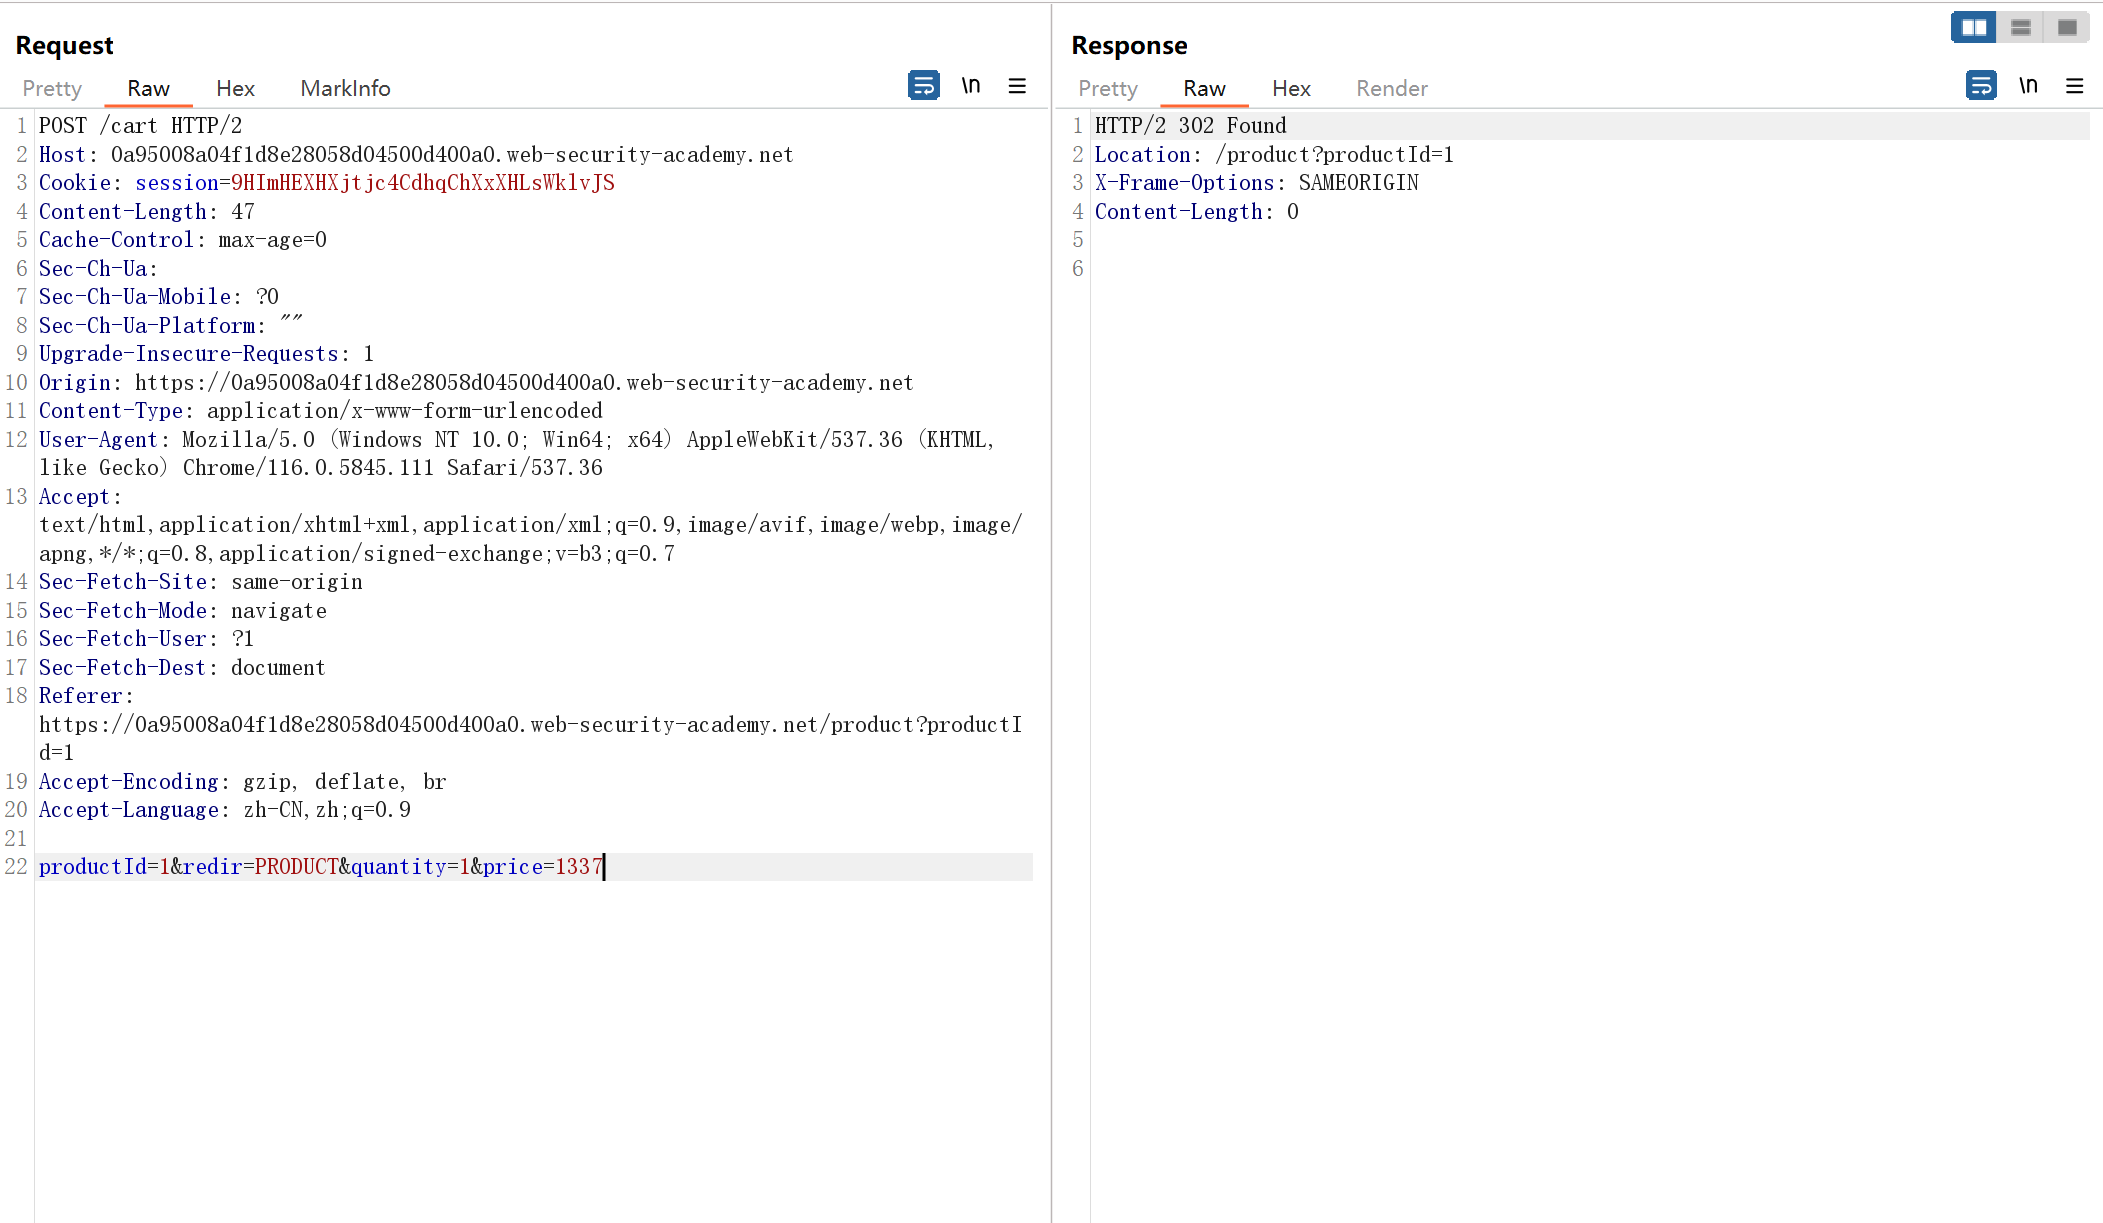 Request
Pretty Raw Hex MarkInfo \n
1 POST /cart HTTP/2
2 Host: 0a95008a04f1d8e28058d04500d400a0.web-security-academy.net
3 Cookie: session=9HImHEXHXjtjc4CdhqChXxXHLsWklvJS
4 Content-Length: 47
5 Cache-Control: max-age=0
6 Sec-Ch-Ua:
7 Sec-Ch-Ua-Mobile: ?0
8 Sec-Ch-Ua-Platform: ""
9 Upgrade-Insecure-Requests: 1
10 Origin: https://0a95008a04f1d8e28058d04500d400a0.web-security-academy.net
11 Content-Type: application/x-www-form-urlencoded
12 User-Agent: Mozilla/5.0 (Windows NT 10.0; Win64; x64) AppleWebKit/537.36 (KHTML,
like Gecko) Chrome/116.0.5845.111 Safari/537.36
13 Accept:
text/html,application/xhtml+xml,application/xml;q=0.9,image/avif,image/webp,image/
apng,*/*;q=0.8,application/signed-exchange;v=b3;q=0.7
14 Sec-Fetch-Site: same-origin
15 Sec-Fetch-Mode: navigate
16 Sec-Fetch-User: ?1
17 Sec-Fetch-Dest: document
18 Referer:
https://0a95008a04f1d8e28058d04500d400a0.web-security-academy.net/product?productI
d=1
19 Accept-Encoding: gzip, deflate, br
20 Accept-Language: zh-CN,zh;q=0.9
21
22 productId=1&redir=PRODUCT&quantity=1&price=1337
Response
Pretty Raw Hex Render \n
1 HTTP/2 302 Found
2 Location: /product?productId=1
3 X-Frame-Options: SAMEORIGIN
4 Content-Length: 0
5
6